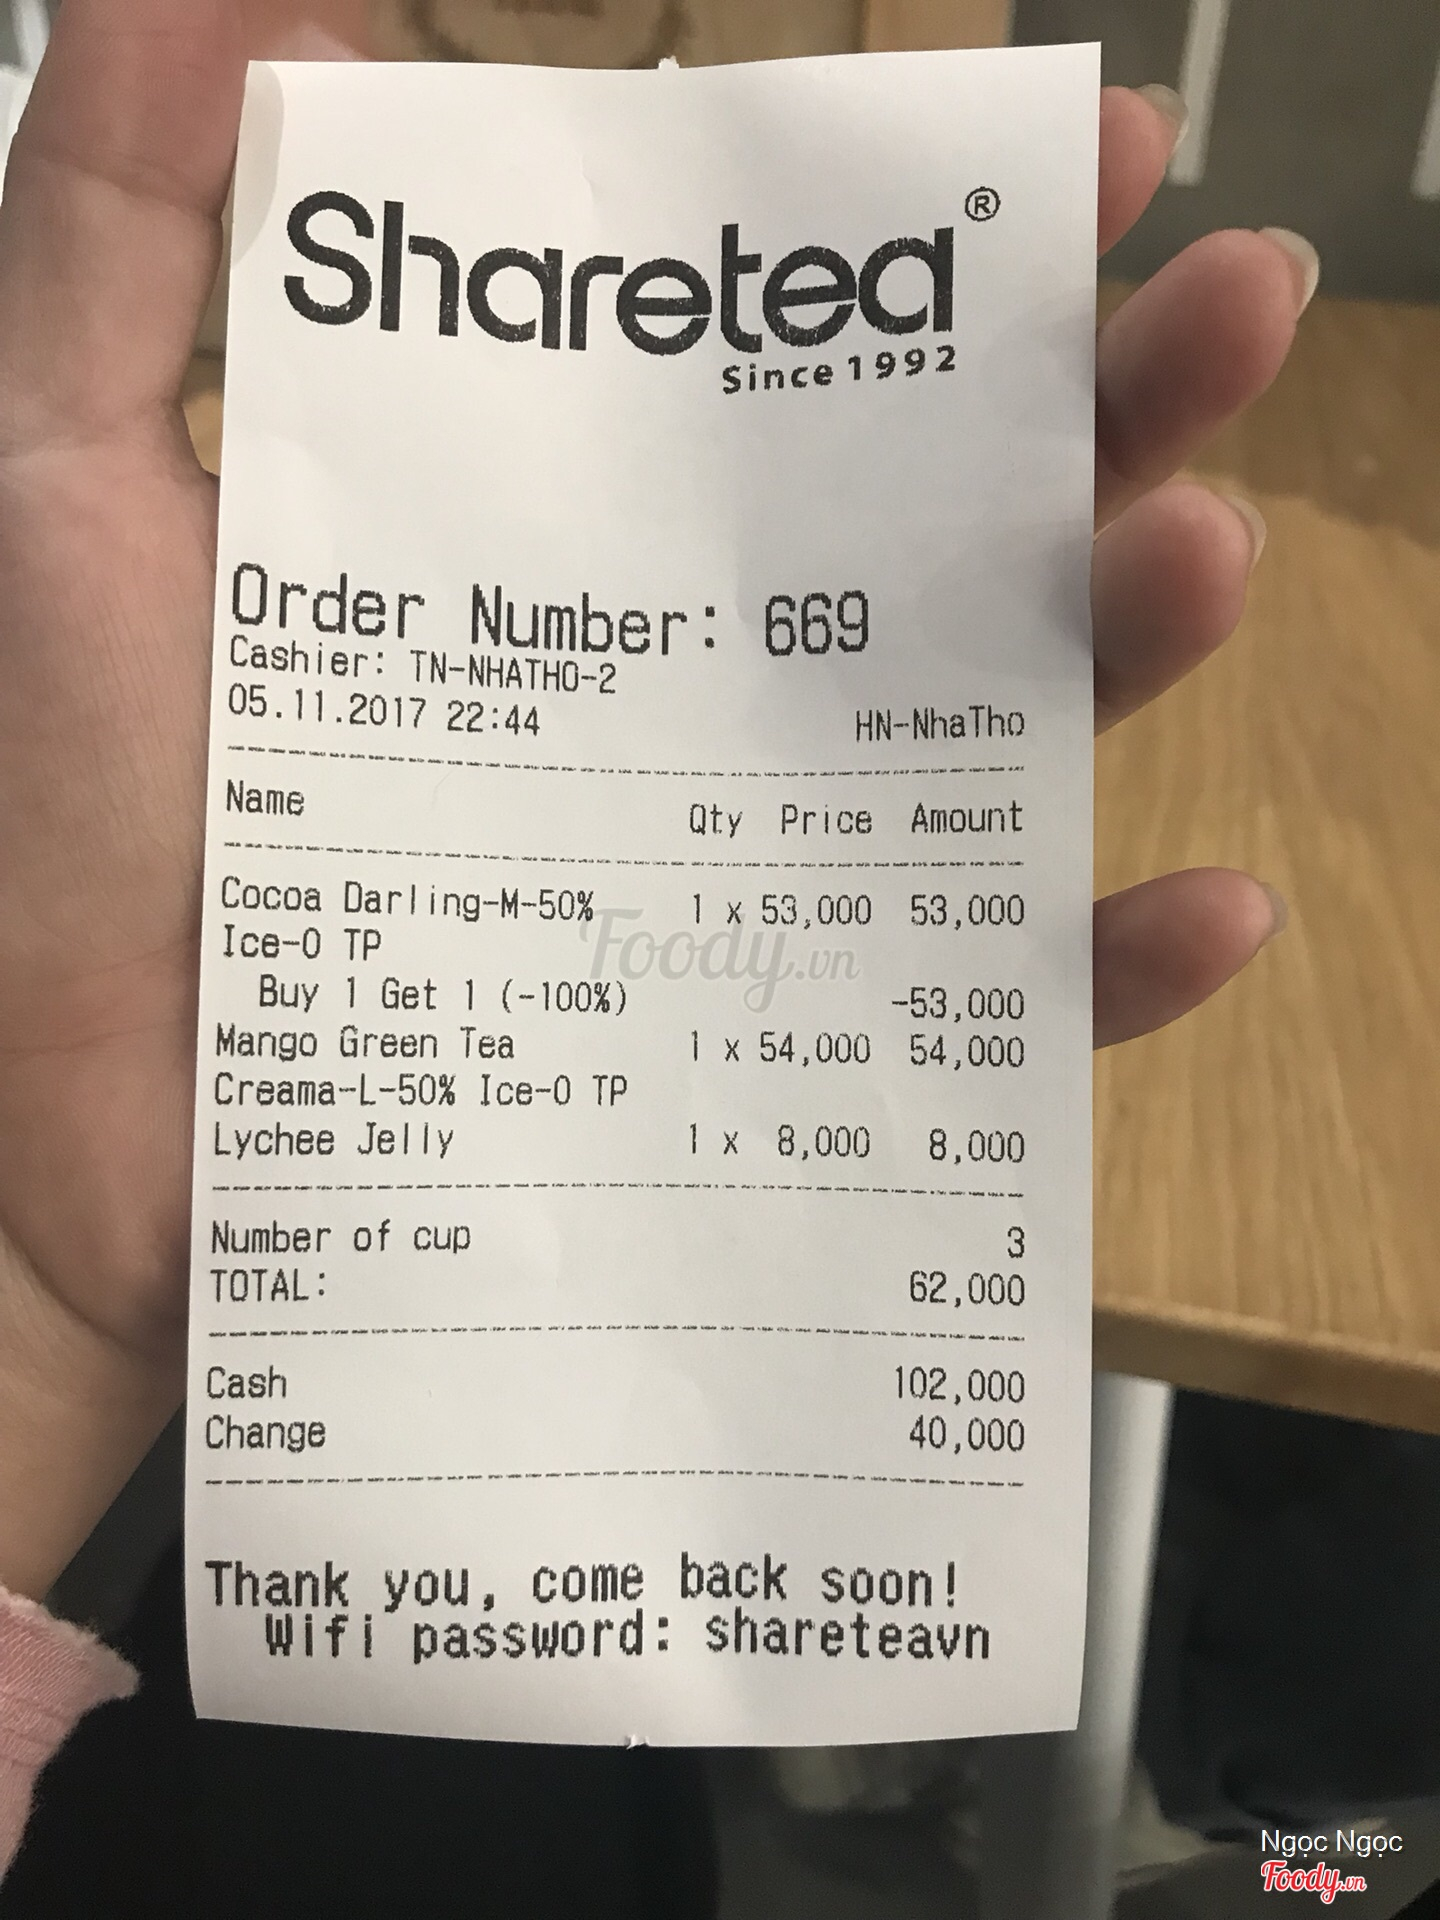 Sharetea®
Since 1992
Order Number: 669
Cashier: TN-NHATHO-2
05.11.2017 22:44 HN-NhaTho
Name Qty Price Amount
Cocoa Darling-M-50% 1 x 53,000 53,000
Ice-0 TP
Buy 1 Get 1 (-100%) -53,000
Mango Green Tea 1 x 54,000 54,000
Creama-L-50% Ice-0 TP
Lychee Jelly 1 x 8,000 8,000
Number of cup 3
TOTAL: 62,000
Cash 102,000
Change 40,000
Thank you, come back soon!
Wifi password: shareteavn
Foody.vn
Ngọc Ngọc
Foody.vn